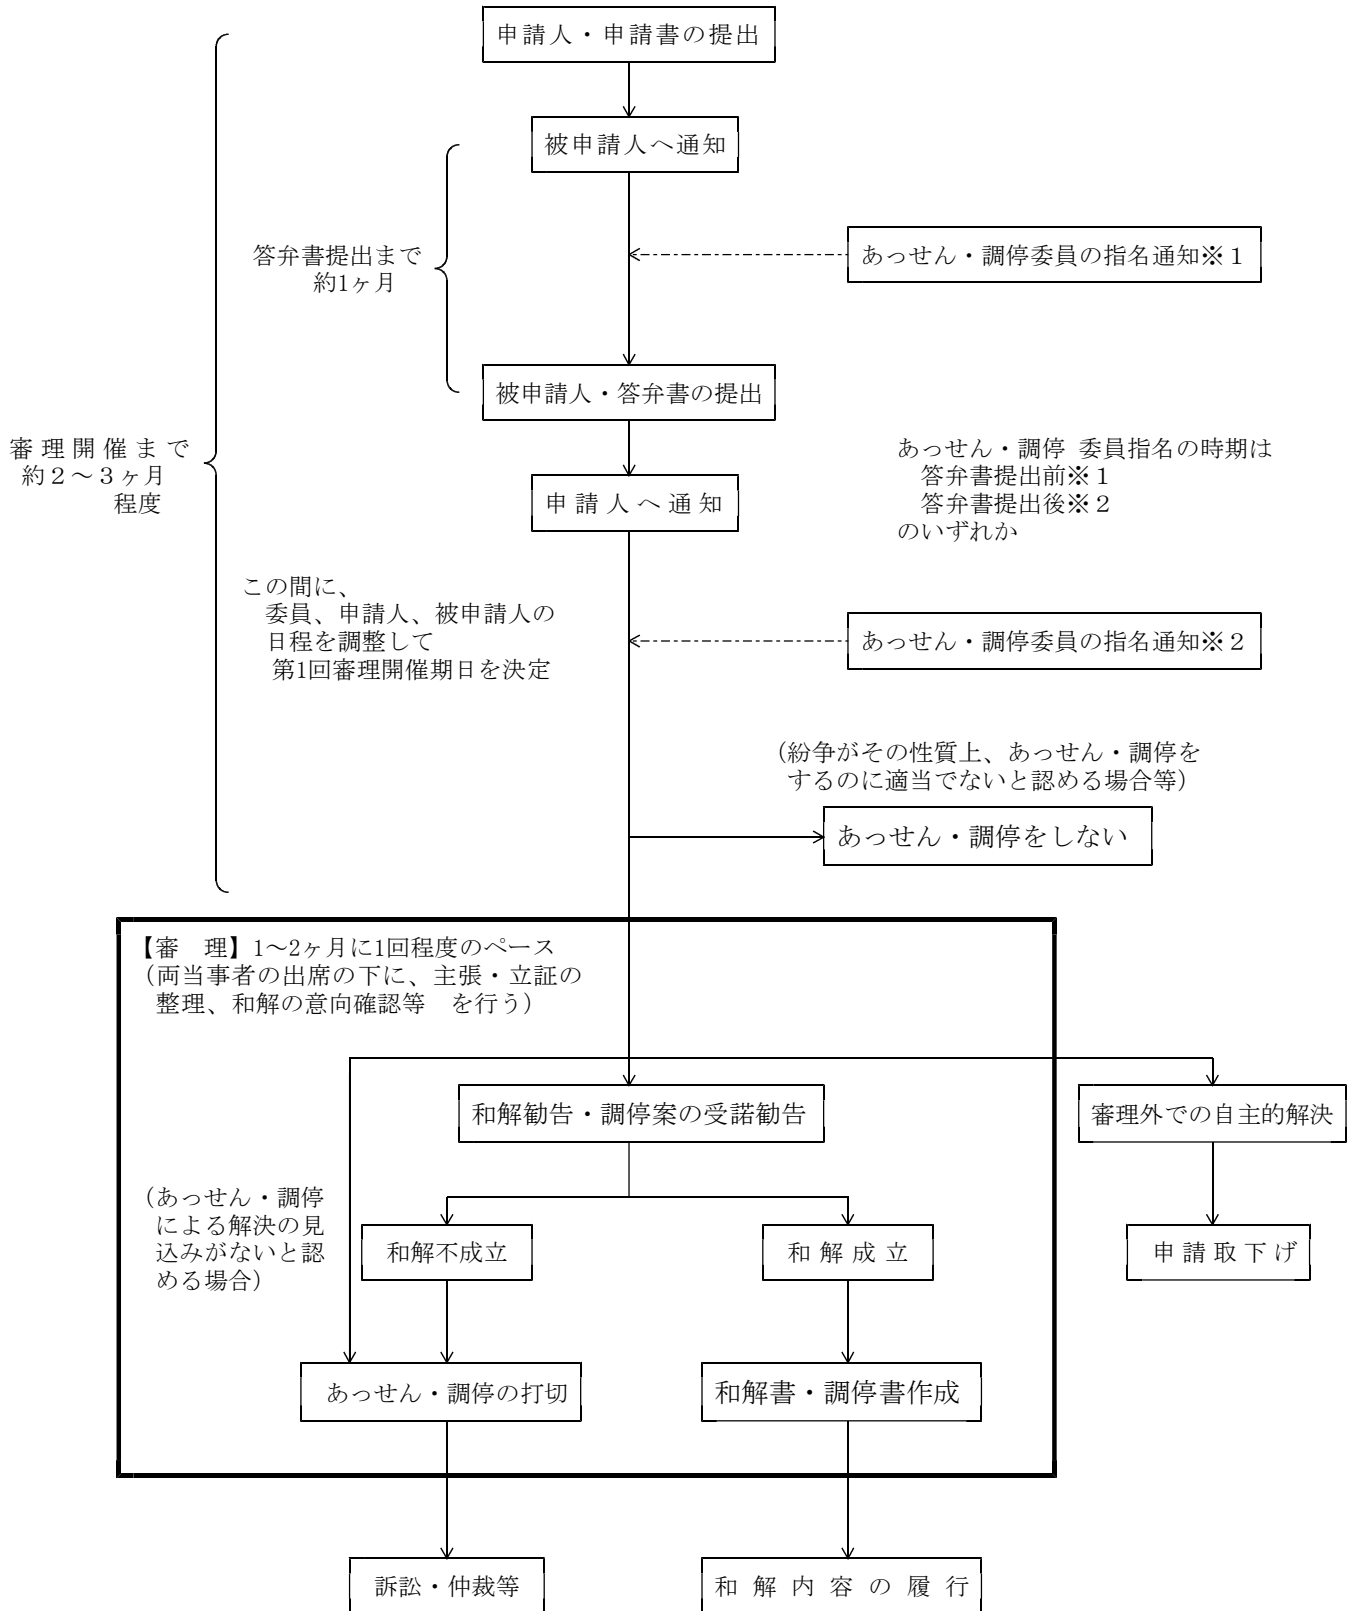 申請人・申請書の提出
被申請人へ通知
答弁書提出まで
約1ヶ月
あっせん・調停委員の指名通知※１
被申請人・答弁書の提出
審理開催まで
約２～３ヶ月
程度
あっせん・調停 委員指名の時期は
答弁書提出前※１
答弁書提出後※２
のいずれか
申請人へ通知
この間に、
委員、申請人、被申請人の
日程を調整して
第1回審理開催期日を決定
あっせん・調停委員の指名通知※２
（紛争がその性質上、あっせん・調停を
するのに適当でないと認める場合等）
あっせん・調停をしない
【審　理】1～2ヶ月に1回程度のペース
（両当事者の出席の下に、主張・立証の
整理、和解の意向確認等　を行う）
和解勧告・調停案の受諾勧告
審理外での自主的解決
（あっせん・調停
による解決の見
込みがないと認
める場合）
和解不成立
和解成立
申請取下げ
あっせん・調停の打切
和解書・調停書作成
訴訟・仲裁等
和解内容の履行